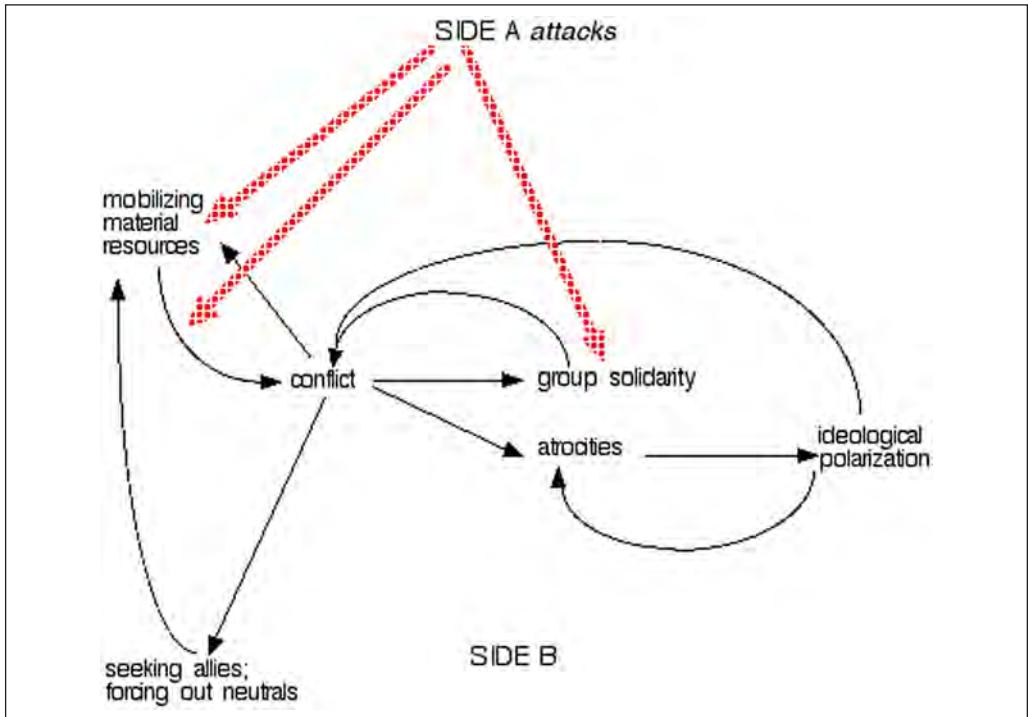 SIDE A attacks
mobilizing
material
resources
conflict
group solidarity
atrocities
ideological
polarization
SIDE B
seeking allies;
forcing out neutrals